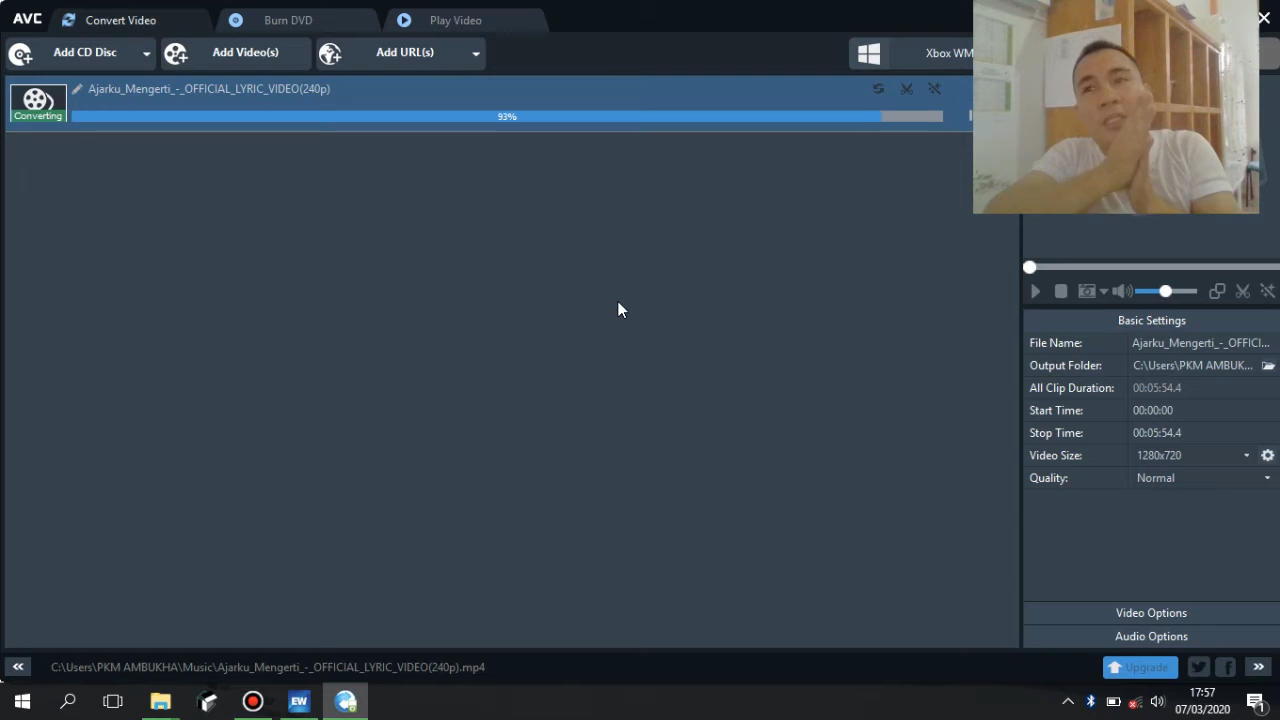 AVC Convert Video Burn DVD Play Video
Add CD Disc Add Video(s) Add URL(s) Xbox WM
Ajarku_Mengerti_-_OFFICIAL_LYRIC_VIDEO(240p)
Converting 93%
Basic Settings
File Name: Ajarku_Mengerti_-_OFFICI...
Output Folder: C:\Users\PKM AMBUK...
All Clip Duration: 00:05:54.4
Start Time: 00:00:00
Stop Time: 00:05:54.4
Video Size: 1280x720
Quality: Normal
Video Options
Audio Options
C:\Users\PKM AMBUKHA\Music\Ajarku_Mengerti_-_OFFICIAL_LYRIC_VIDEO(240p).mp4 Upgrade
EW
17:57
07/03/2020
1